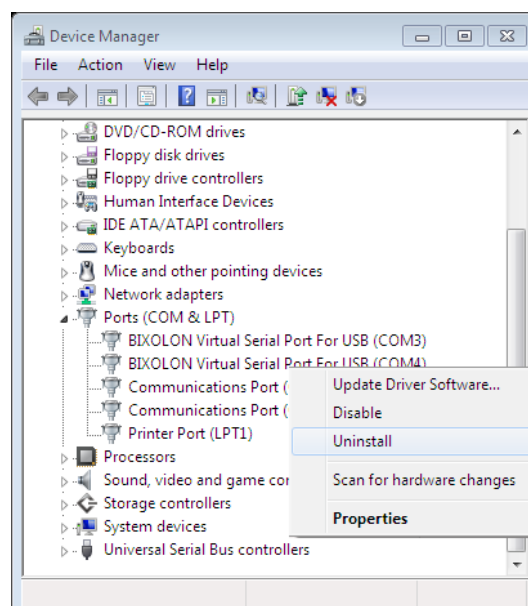 Device Manager
File Action View Help
DVD/CD-ROM drives
Floppy disk drives
Floppy drive controllers
Human Interface Devices
IDE ATA/ATAPI controllers
Keyboards
Mice and other pointing devices
Network adapters
Ports (COM & LPT)
BIXOLON Virtual Serial Port For USB (COM3)
BIXOLON Virtual Serial Port For USB (COM4)
Communications Port (
Communications Port (
Printer Port (LPT1)
Processors
Sound, video and game con
Storage controllers
System devices
Universal Serial Bus controllers
Update Driver Software...
Disable
Uninstall
Scan for hardware changes
Properties